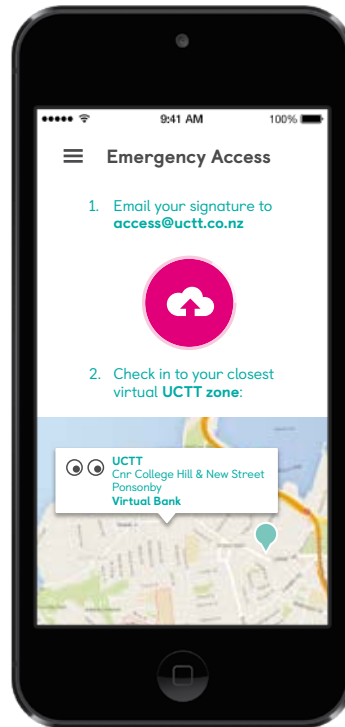 9:41 AM 100%
Emergency Access
1. Email your signature to
access@uctt.co.nz
2. Check in to your closest
virtual UCTT zone:
UCTT
Cnr College Hill & New Street
Ponsonby
Virtual Bank